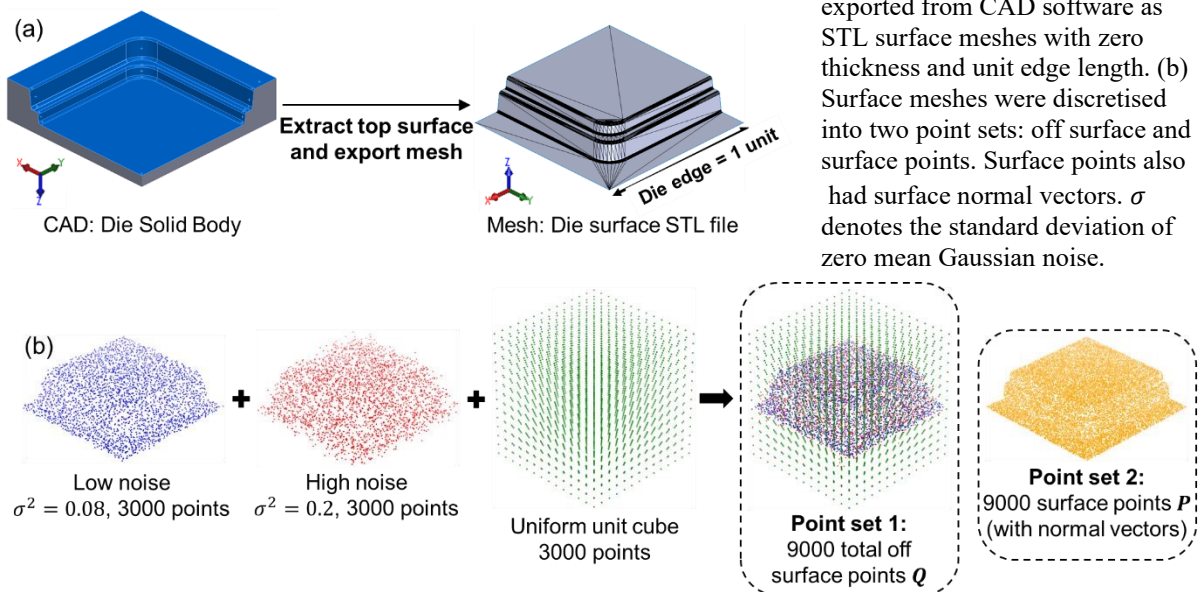 exported from CAD software as
STL surface meshes with zero
thickness and unit edge length. (b)
Surface meshes were discretised
into two point sets: off surface and
surface points. Surface points also
had surface normal vectors. σ
denotes the standard deviation of
zero mean Gaussian noise.
(a)
Extract top surface
and export mesh
Die edge = 1 unit
X
Y
Z
X
Y
Z
CAD: Die Solid Body
Mesh: Die surface STL file
(b)
Low noise
σ² = 0.08, 3000 points
High noise
σ² = 0.2, 3000 points
Uniform unit cube
3000 points
Point set 1:
9000 total off
surface points Q
Point set 2:
9000 surface points P
(with normal vectors)